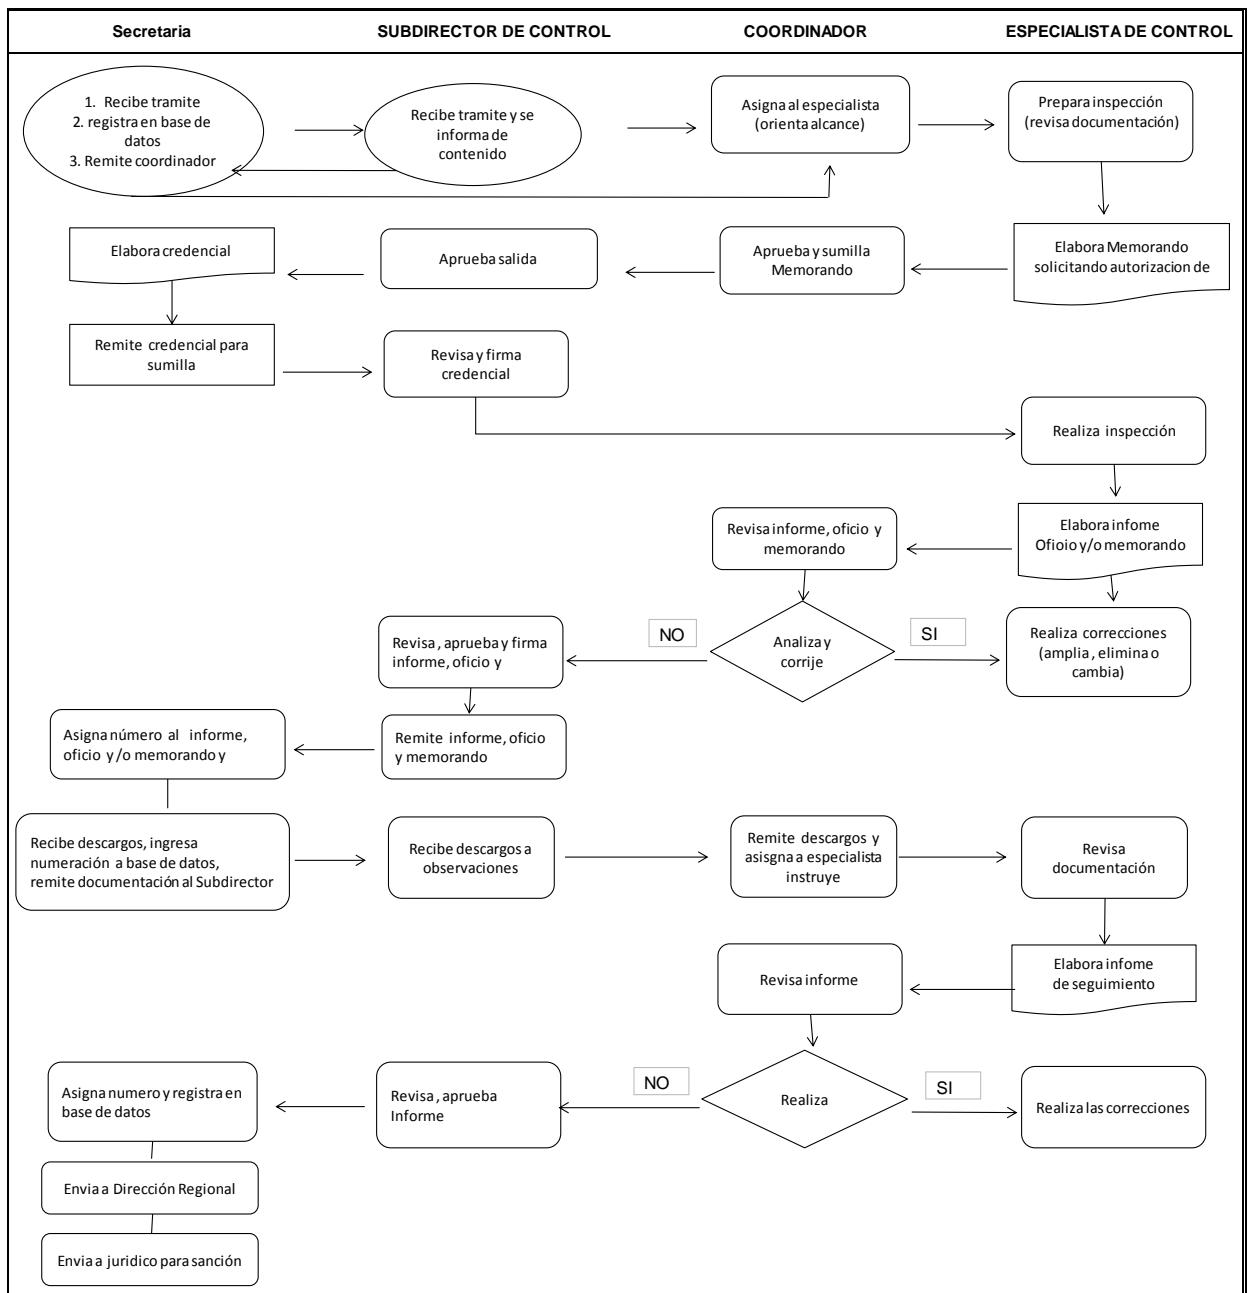 Secretaria
SUBDIRECTOR DE CONTROL
COORDINADOR
ESPECIALISTA DE CONTROL
1. Recibe tramite
2. registra en base de
datos
3. Remite coordinador
Recibe tramite y se
informa de
contenido
Asigna al especialista
(orienta alcance)
Prepara inspección
(revisa documentación)
Elabora credencial
Aprueba salida
Aprueba y sumilla
Memorando
Elabora Memorando
solicitando autorizacion de
Remite credencial para
sumilla
Revisa y firma
credencial
Realiza inspección
Revisa informe, oficio y
memorando
Elabora infome
Ofioio y/o memorando
Revisa , aprueba y firma
informe, oficio y
NO
Analiza y
corrije
SI
Realiza correcciones
(amplia , elimina o
cambia)
Asigna número al informe,
oficio y /o memorando y
Remite informe, oficio
y memorando
Recibe descargos, ingresa
numeración a base de datos,
remite documentación al Subdirector
Recibe descargos a
observaciones
Remite descargos y
asisgna a especialista
instruye
Revisa
documentación
Revisa informe
Elabora infome
de seguimiento
Asigna numero y registra en
base de datos
Revisa , aprueba
Informe
NO
Realiza
SI
Realiza las correcciones
Envia a Dirección Regional
Envia a juridico para sanción